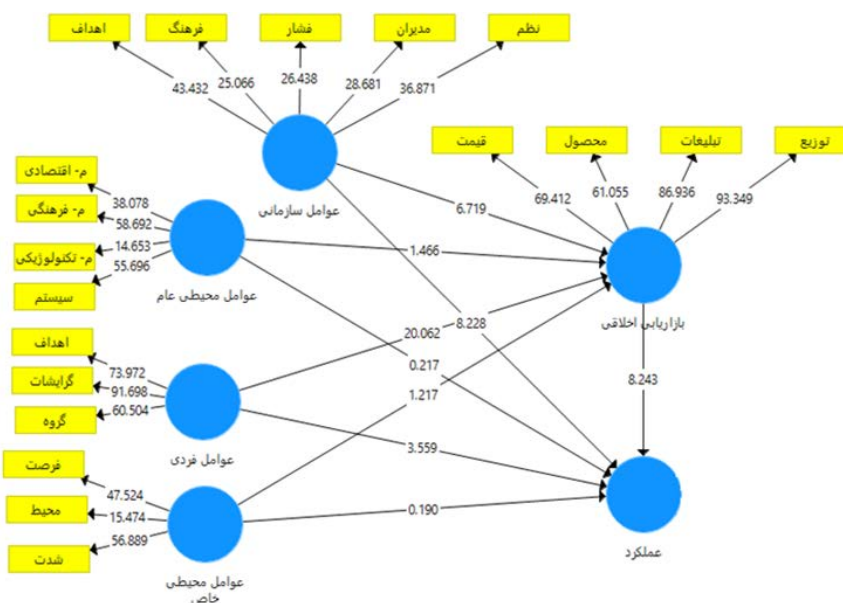 اهداف
فرهنگ
فشار
مدیران
نظم
43.432
25.066
26.438
28.681
36.871
عوامل سازمانی
قیمت
محصول
تبلیغات
توزیع
69.412
61.055
86.936
93.349
بازاریابی اخلاقی
م- اقتصادی
م- فرهنگی
م- تکنولوژیکی
سیستم
38.078
58.692
14.653
55.696
عوامل محیطی عام
6.719
1.466
20.062
8.228
0.217
1.217
8.243
3.559
0.190
اهداف
گرایشات
گروه
73.972
91.698
60.504
عوامل فردی
فرصت
محیط
شدت
47.524
15.474
56.889
عوامل محیطی
خاص
عملکرد